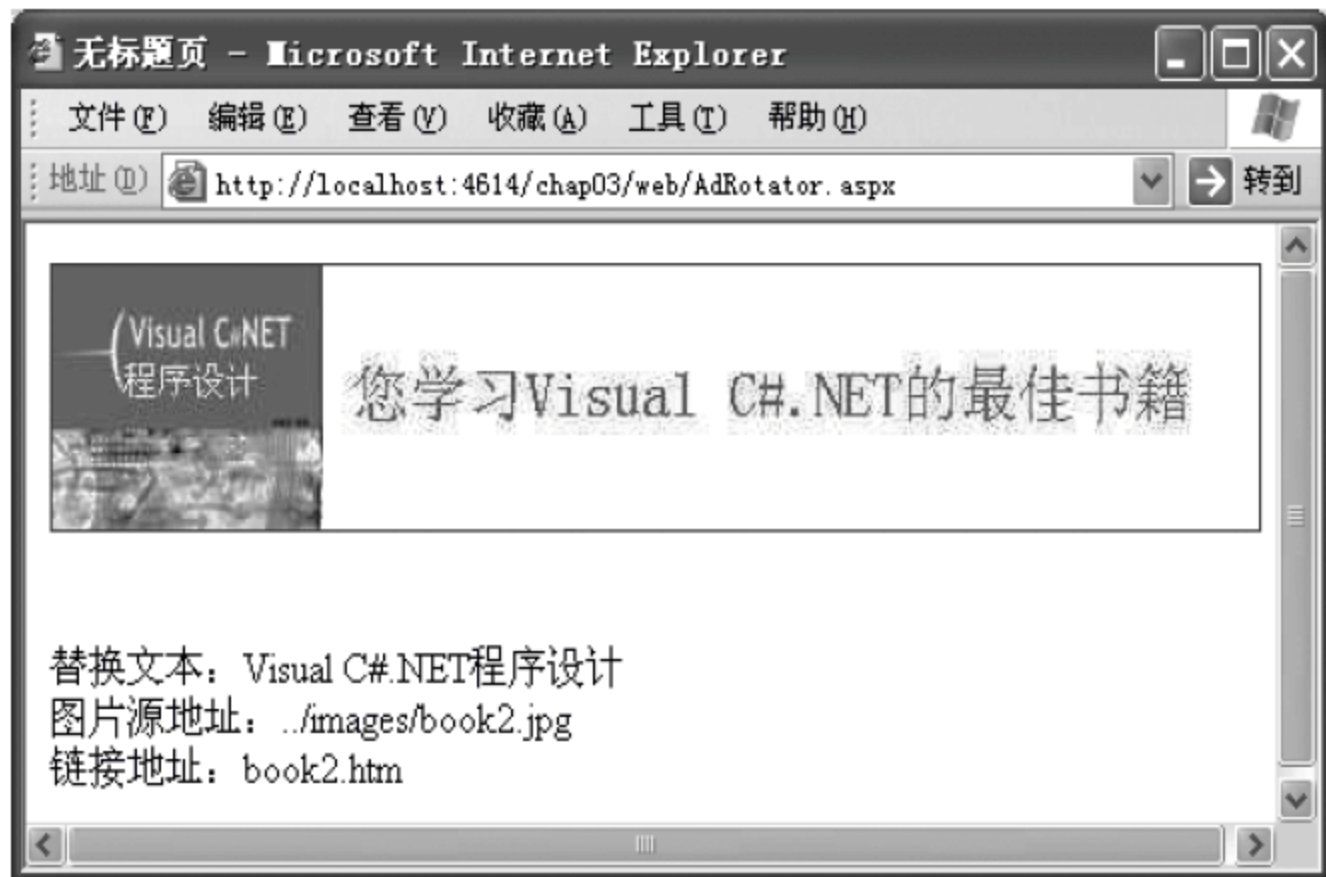 无标题页 - Microsoft Internet Explorer
文件(F) 编辑(E) 查看(V) 收藏(A) 工具(T) 帮助(H)
地址(D) http://localhost:4614/chap03/web/AdRotator.aspx 转到
Visual C#.NET
程序设计
您学习Visual C#.NET的最佳书籍
替换文本：Visual C#.NET程序设计
图片源地址：../images/book2.jpg
链接地址：book2.htm